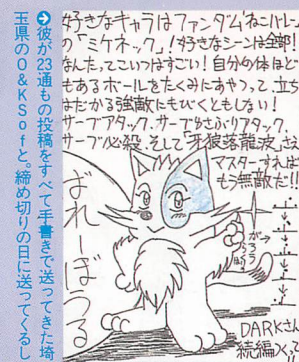 ➲彼が23通もの投稿をすべて手書きで送ってきた埼
玉県のO&KSofと。締め切りの日に送ってくるし
好きなキャラはファンダム「ねこバレー」
の「ミケネック」!好きなシーンは全部!
なんたってこいつはすごい!自分の体ほど
もあるボールをたくみにあやつって、立ち
はだかる強敵にもびくともしない!
サーブアタック、サーブゆさぶりアタック、
サーブ必殺、そして「牙狼落龍波」さえ
マスターすれば
もう無敵だ!!
ばれーぼうる
DARKさん
続編